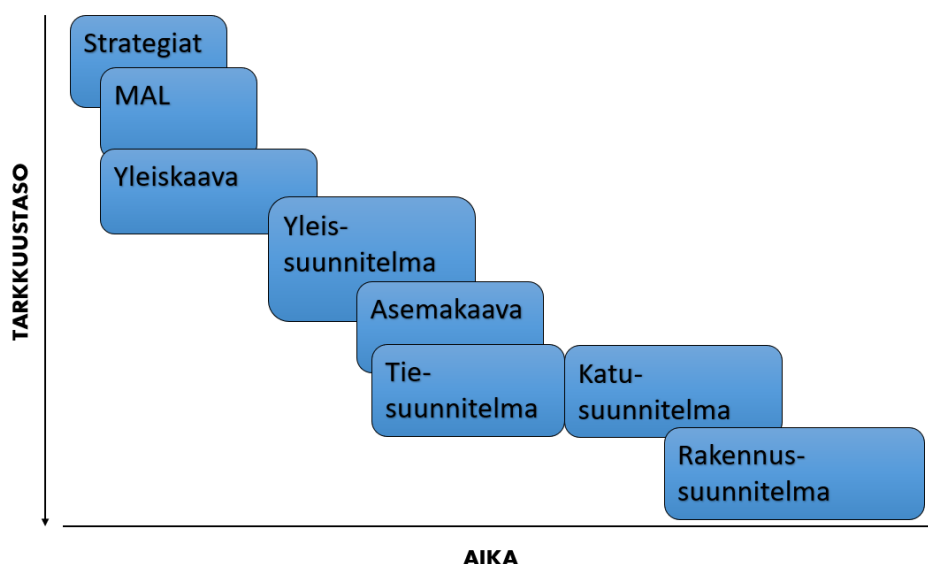 Strategiat
MAL
Yleiskaava
Yleis-
suunnitelma
Asemakaava
Tie-
suunnitelma
Katu-
suunnitelma
Rakennus-
suunnitelma
TARKKUUSTASO
AIKA